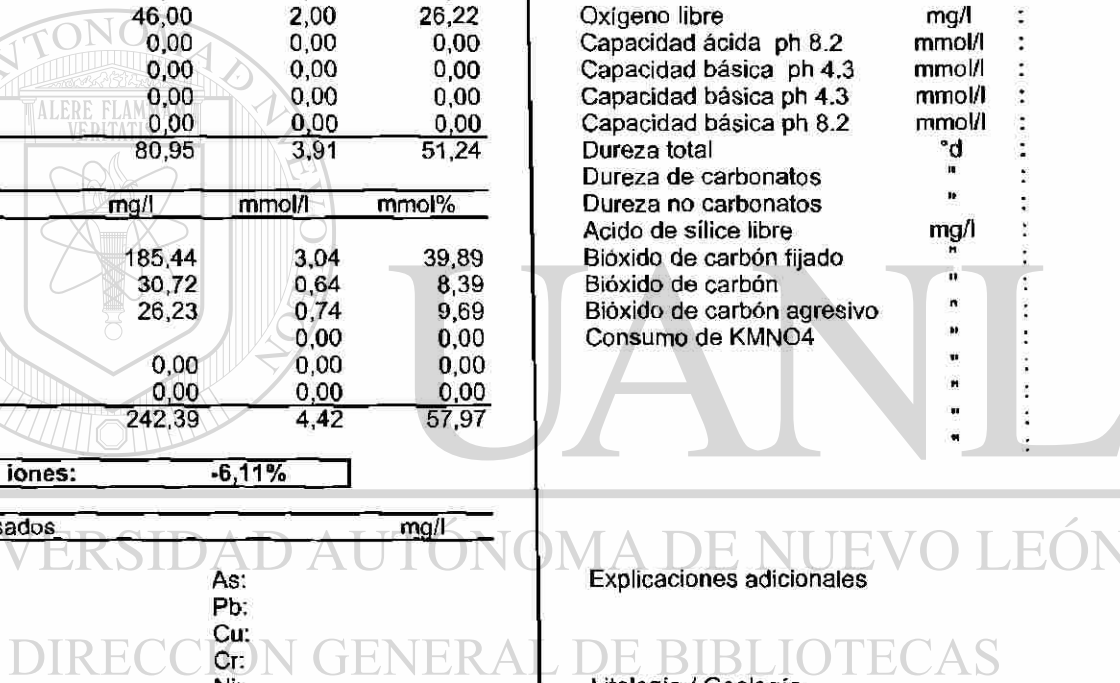 46,00 2,00 26,22
0,00 0,00 0,00
0,00 0,00 0,00
0,00 0,00 0,00
0,00 0,00 0,00
80,95 3,91 51,24
mg/l mmol/l mmol%
185,44 3,04 39,89
30,72 0,64 8,39
26,23 0,74 9,69
0,00 0,00
0,00 0,00 0,00
0,00 0,00 0,00
242,39 4,42 57,97
iones: -6,11%
sados mg/l
As:
Pb:
Cu:
Cr:
Ni:
Oxígeno libre mg/l :
Capacidad ácida ph 8.2 mmol/l :
Capacidad básica ph 4.3 mmol/l :
Capacidad básica ph 4.3 mmol/l :
Capacidad básica ph 8.2 mmol/l :
Dureza total °d :
Dureza de carbonatos " :
Dureza no carbonatos " :
Acido de sílice libre mg/l :
Bióxido de carbón fijado " :
Bióxido de carbón " :
Bióxido de carbón agresivo " :
Consumo de KMNO4 " :
" :
" :
" :
" :
Explicaciones adicionales
Litología / Geología
ALERE FLAMMAM
VERITATIS
UANL
VERSIDAD AUTÓNOMA DE NUEVO LEÓN
DIRECCIÓN GENERAL DE BIBLIOTECAS